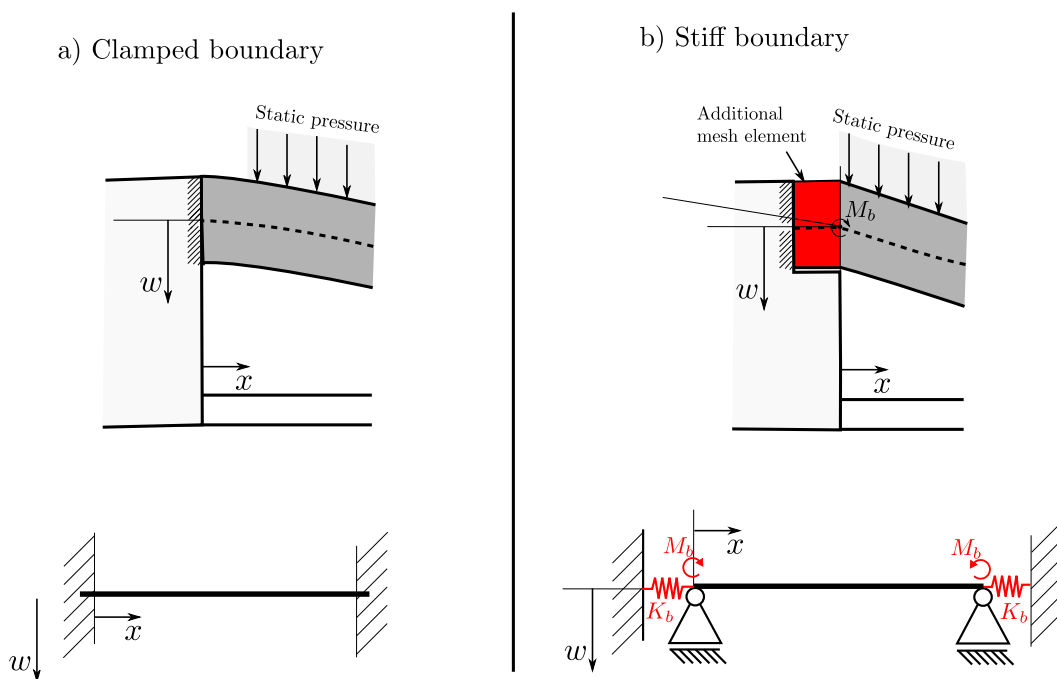 a) Clamped boundary
Static pressure
w
x
x
w
b) Stiff boundary
Additional
mesh element
Static pressure
M_b
w
x
M_b
x
M_b
K_b
K_b
w